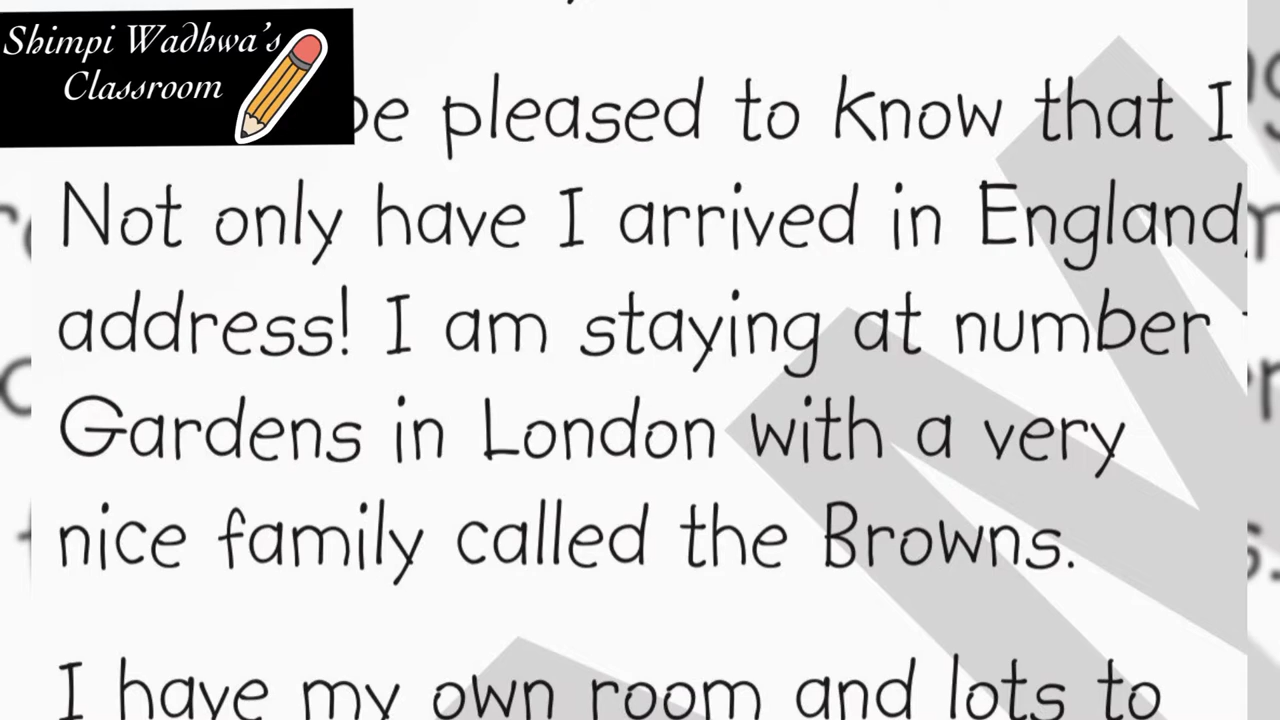 Shimpi Wadhwa's
Classroom
be pleased to know that I
Not only have I arrived in England,
address! I am staying at number
Gardens in London with a very
nice family called the Browns.
I have my own room and lots to